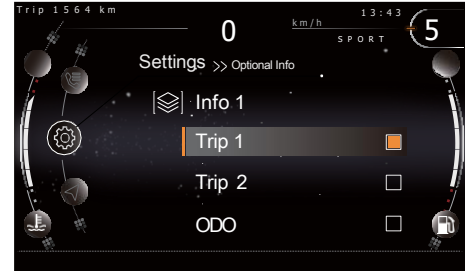 Trip 1564 km
13:43
0
km/h
SPORT
5
Settings >> Optional Info
Info 1
Trip 1
Trip 2
ODO